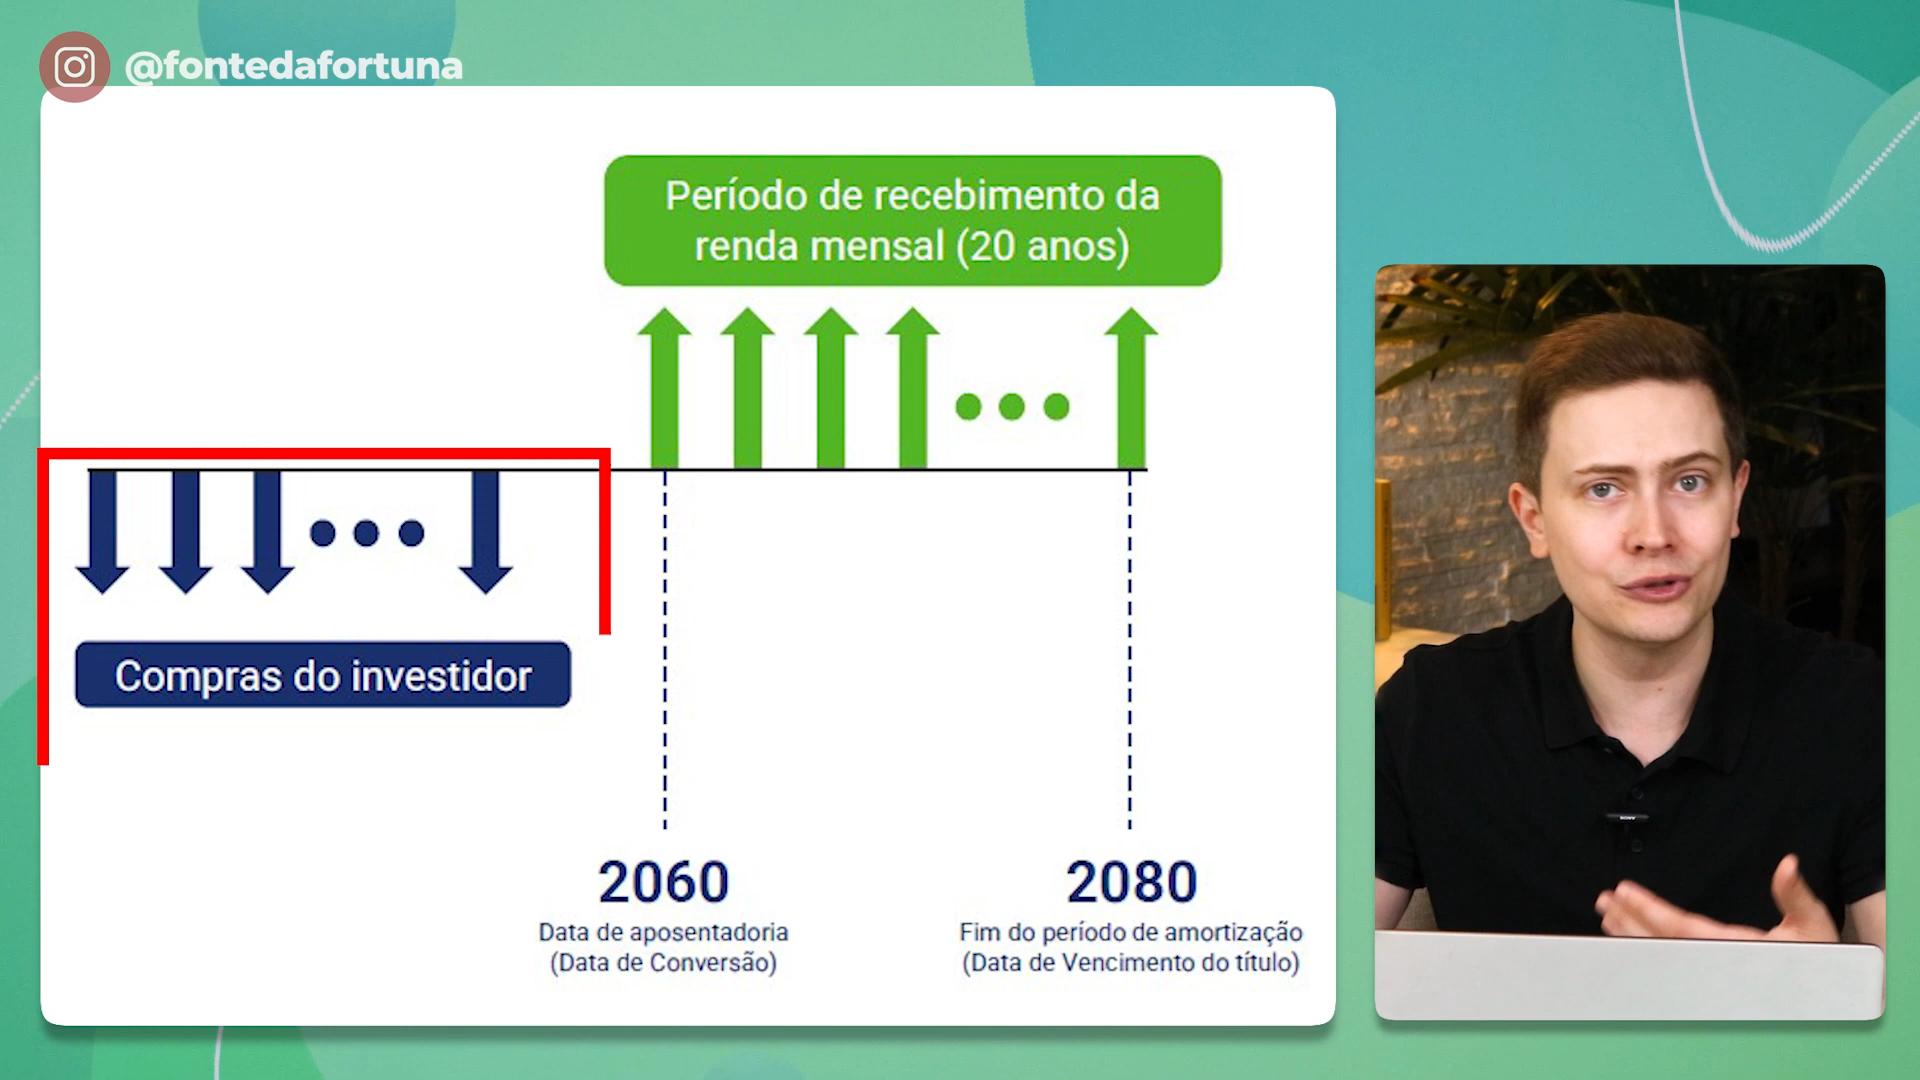 @fontedafortuna
Período de recebimento da
renda mensal (20 anos)
Compras do investidor
2060
Data de aposentadoria
(Data de Conversão)
2080
Fim do período de amortização
(Data de Vencimento do título)
SONY